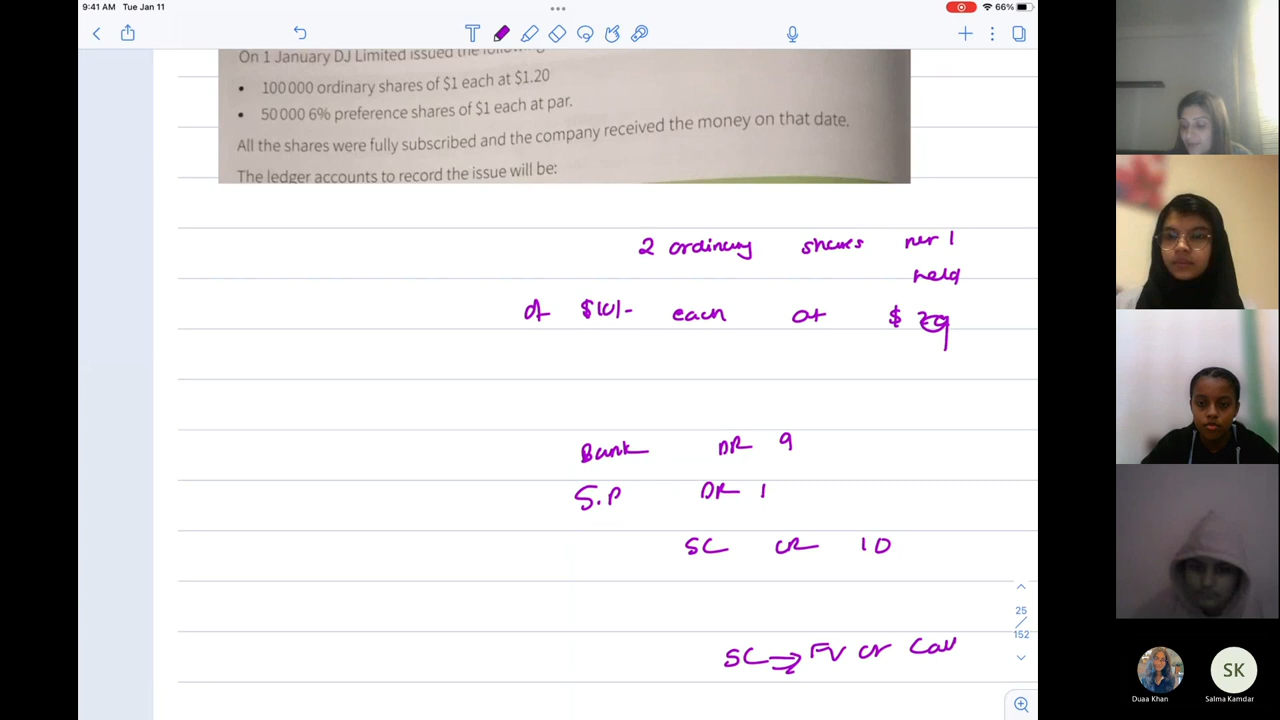 9:41 AM Tue Jan 11
66%
On 1 January DJ Limited issued the following
• 100 000 ordinary shares of $1 each at $1.20
• 50 000 6% preference shares of $1 each at par.
All the shares were fully subscribed and the company received the money on that date.
The ledger accounts to record the issue will be:
2 ordinary shares per 1
held
of $10/- each at $
Bank DR 9
S.P DR 1
SC CR 10
SC ⇒ FV or Call
25
/
152
Duaa Khan
SK
Salma Kamdar